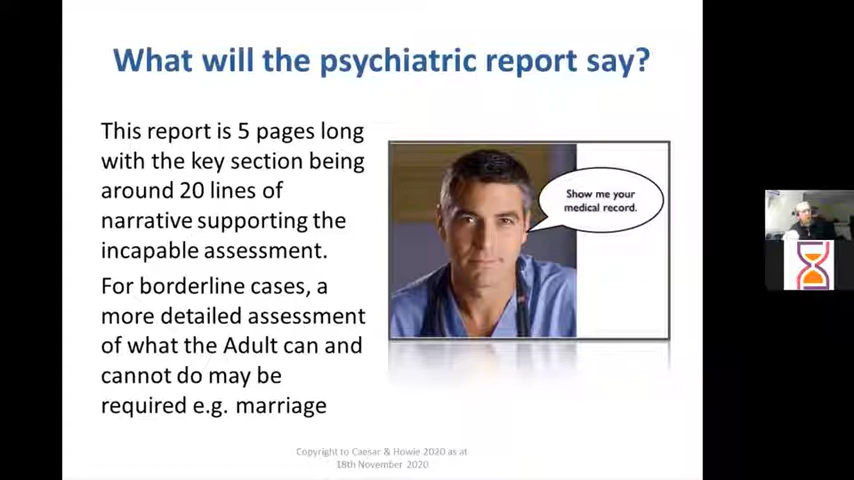 What will the psychiatric report say?
This report is 5 pages long
with the key section being
around 20 lines of
narrative supporting the
incapable assessment.
For borderline cases, a
more detailed assessment
of what the Adult can and
cannot do may be
required e.g. marriage
Show me your
medical record.
Copyright to Caesar & Howie 2020 as at
18th November 2020